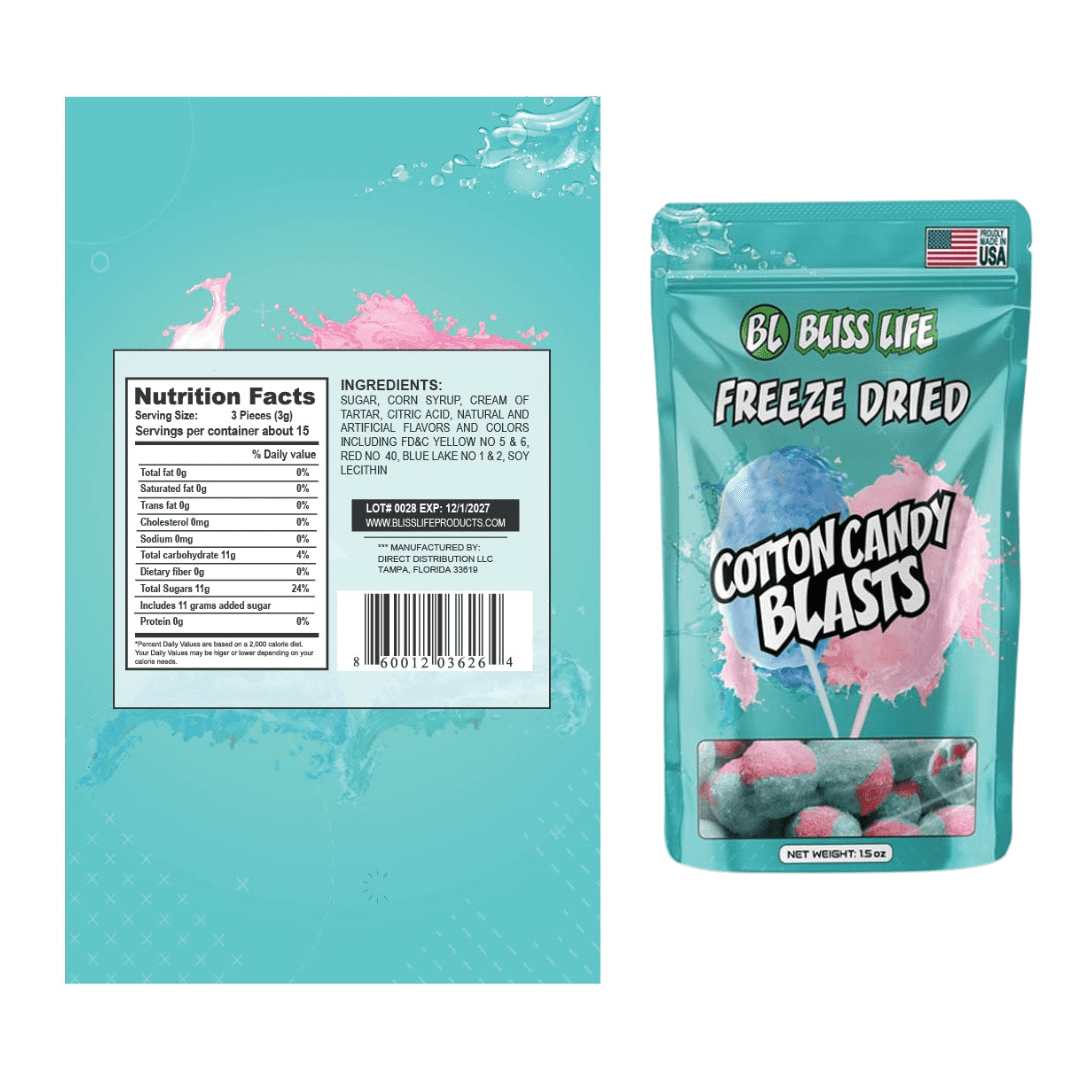 Nutrition Facts
Serving Size: 3 Pieces (3g)
Servings per container about 15
% Daily value
Total fat 0g 0%
Saturated fat 0g 0%
Trans fat 0g 0%
Cholesterol 0mg 0%
Sodium 0mg 0%
Total carbohydrate 11g 4%
Dietary fiber 0g 0%
Total Sugars 11g 24%
Includes 11 grams added sugar
Protein 0g 0%
*Percent Daily Values are based on a 2,000 calorie diet.
Your Daily Values may be higer or lower depending on your
calorie needs.
INGREDIENTS:
SUGAR, CORN SYRUP, CREAM OF
TARTAR, CITRIC ACID, NATURAL AND
ARTIFICIAL FLAVORS AND COLORS
INCLUDING FD&C YELLOW NO 5 & 6,
RED NO 40, BLUE LAKE NO 1 & 2, SOY
LECITHIN
LOT# 0028 EXP: 12/1/2027
WWW.BLISSLIFEPRODUCTS.COM
*** MANUFACTURED BY:
DIRECT DISTRIBUTION LLC
TAMPA, FLORIDA 33619
8 60012 03626 4
PROUDLY
MADE IN
USA
BL BLISS LIFE
FREEZE DRIED
COTTON CANDY
BLASTS
NET WEIGHT: 1.5 oz